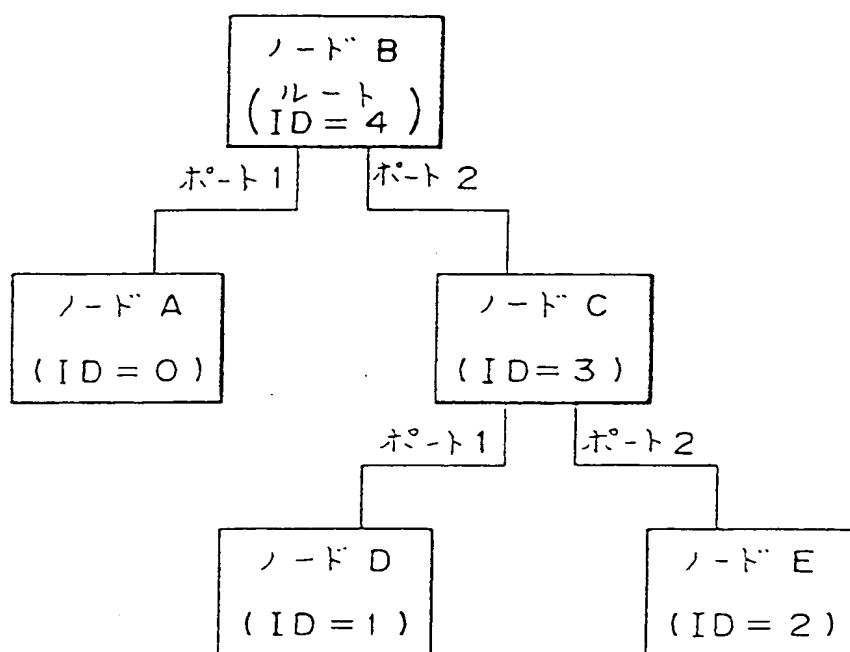 ノード B
(ルート
ID = 4)
ポート 1
ポート 2
ノード A
(ID = 0)
ノード C
(ID = 3)
ポート 1
ポート 2
ノード D
(ID = 1)
ノード E
(ID = 2)